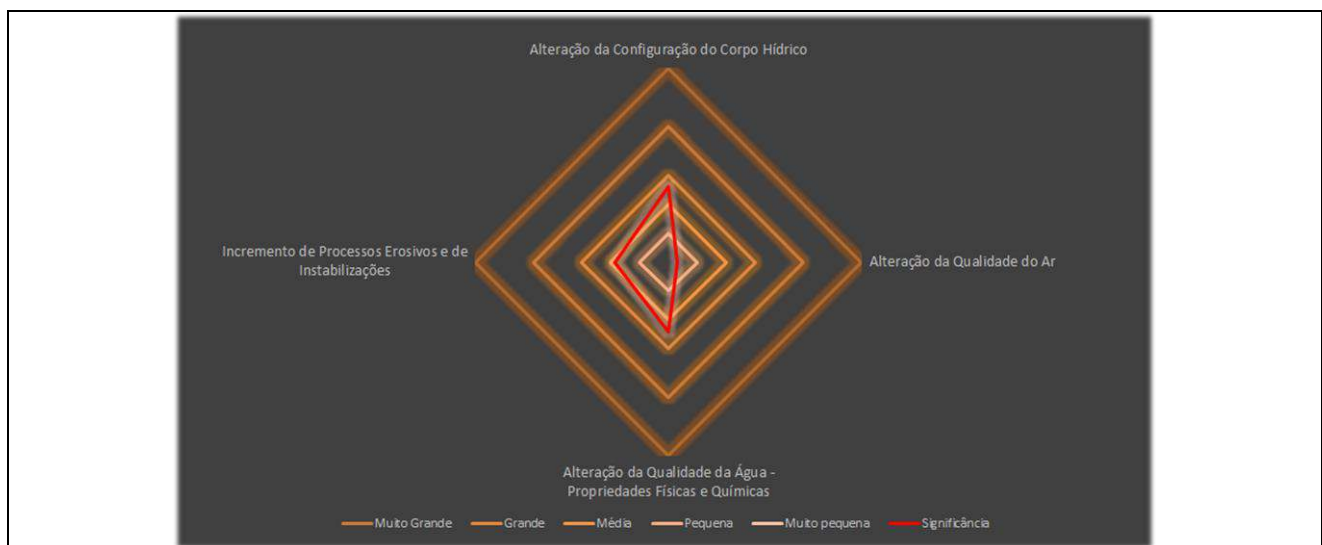 Alteração da Configuração do Corpo Hídrico
Incremento de Processos Erosivos e de
Instabilizações
Alteração da Qualidade do Ar
Alteração da Qualidade da Água -
Propriedades Físicas e Químicas
Muito Grande Grande Média Pequena Muito pequena Significância